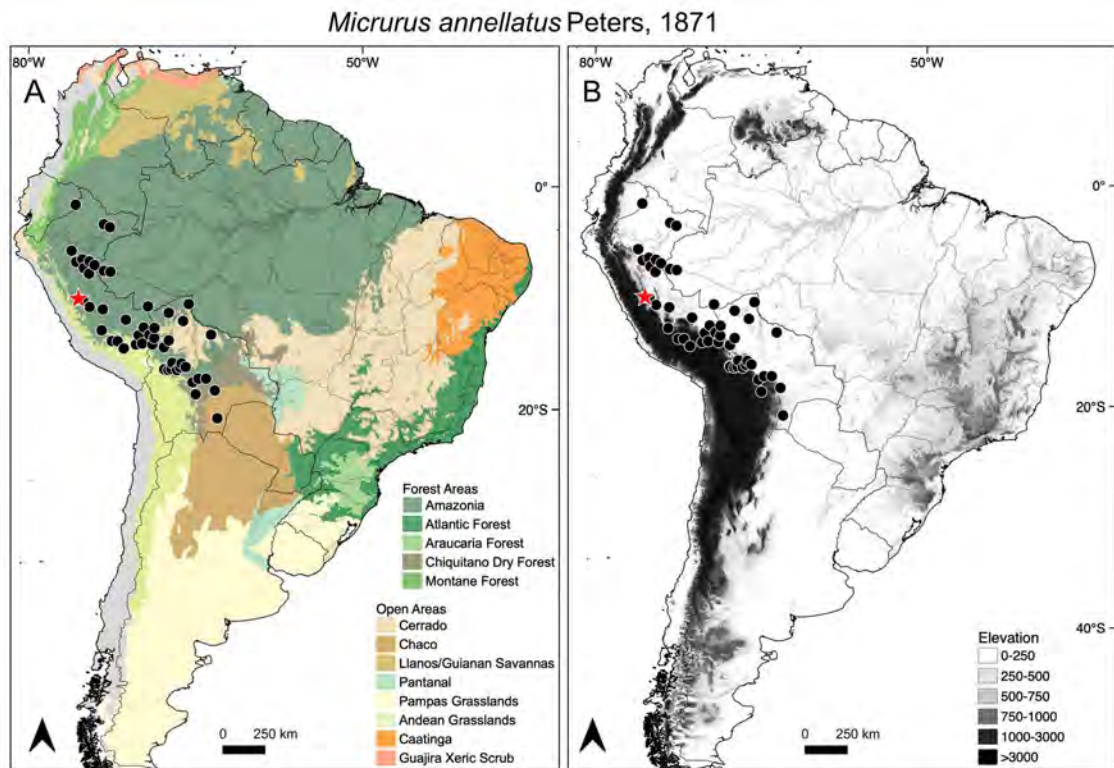 Micrurus annellatus Peters, 1871
80°W
50°W
A
0°
20°S
Forest Areas
Amazonia
Atlantic Forest
Araucaria Forest
Chiquitano Dry Forest
Montane Forest
Open Areas
Cerrado
Chaco
Llanos/Guianan Savannas
Pantanal
Pampas Grasslands
Andean Grasslands
Caatinga
Guajira Xeric Scrub
40°S
0 250 km
80°W
50°W
B
0°
20°S
40°S
Elevation
0-250
250-500
500-750
750-1000
1000-3000
>3000
0 250 km